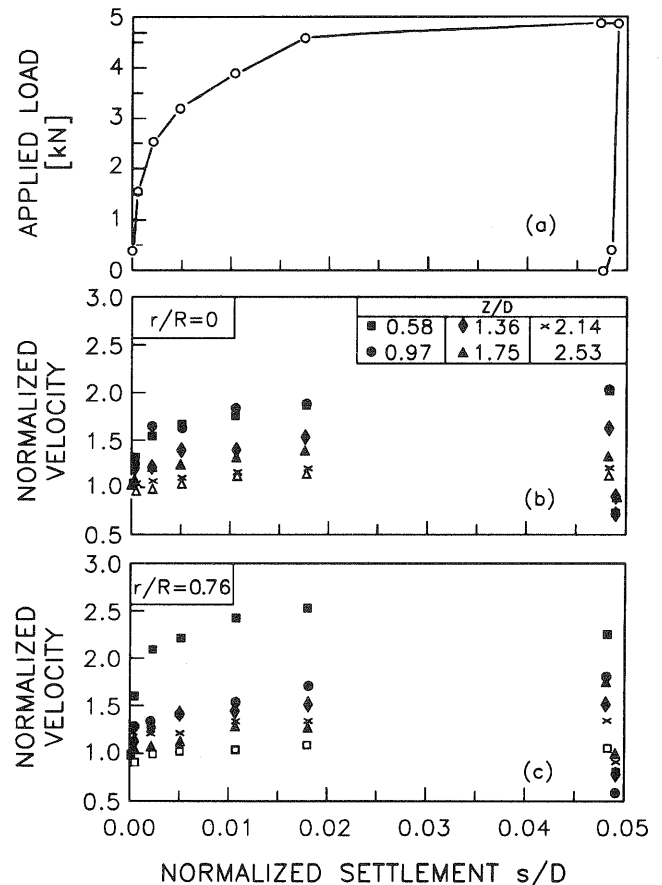 5
4
3
2
1
0
APPLIED LOAD
[kN]
(a)
3.0
2.5
2.0
1.5
1.0
0.5
NORMALIZED
VELOCITY
r/R=0
Z/D
■ 0.58 ♦ 1.36 × 2.14
● 0.97 ▲ 1.75 2.53
(b)
3.0
2.5
2.0
1.5
1.0
0.5
NORMALIZED
VELOCITY
r/R=0.76
(c)
0.00 0.01 0.02 0.03 0.04 0.05
NORMALIZED SETTLEMENT s/D